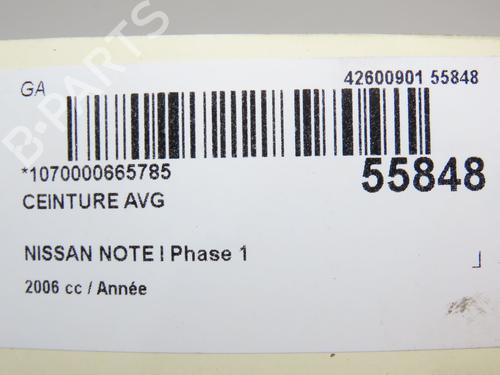 GA
42600901 55848
*1070000665785
55848
CEINTURE AVG
NISSAN NOTE I Phase 1
2006 cc / Année
B-PARTS